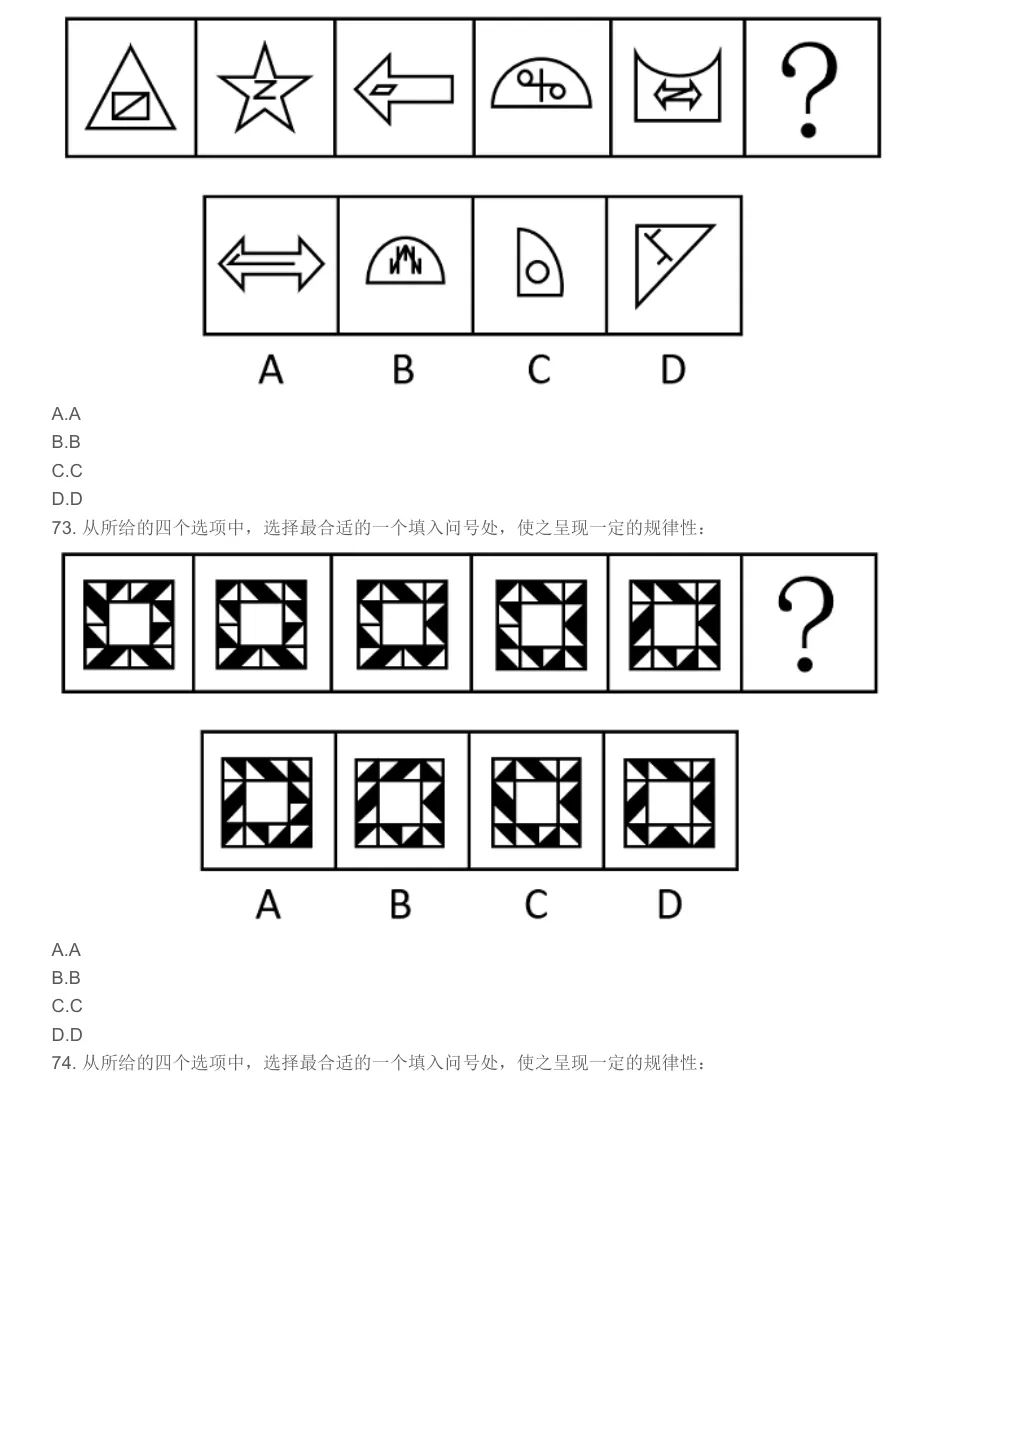 ?
A B C D
A.A
B.B
C.C
D.D
73. 从所给的四个选项中，选择最合适的一个填入问号处，使之呈现一定的规律性：
?
A B C D
A.A
B.B
C.C
D.D
74. 从所给的四个选项中，选择最合适的一个填入问号处，使之呈现一定的规律性：